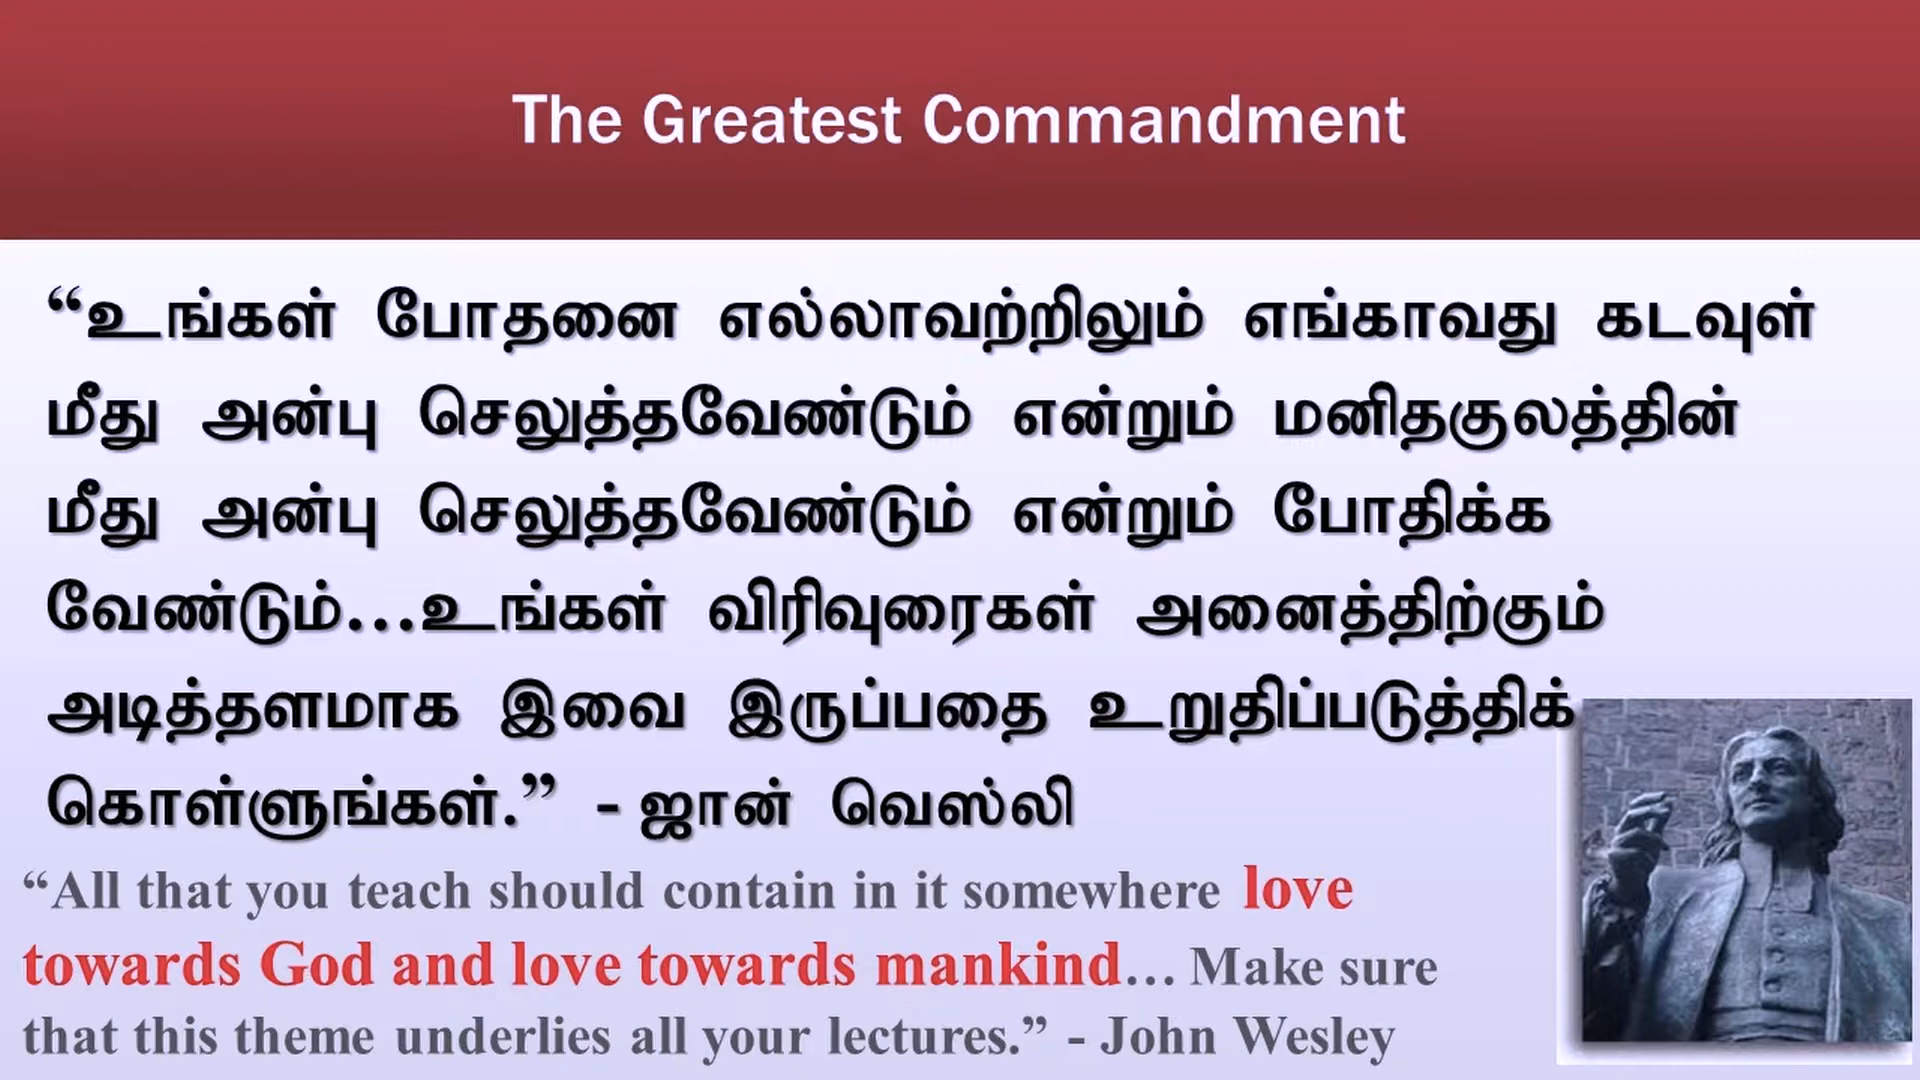 The Greatest Commandment
“உங்கள் போதனை எல்லாவற்றிலும் எங்காவது கடவுள்
மீது அன்பு செலுத்தவேண்டும் என்றும் மனிதகுலத்தின்
மீது அன்பு செலுத்தவேண்டும் என்றும் போதிக்க
வேண்டும்...உங்கள் விரிவுரைகள் அனைத்திற்கும்
அடித்தளமாக இவை இருப்பதை உறுதிப்படுத்திக்
கொள்ளுங்கள்.” - ஜான் வெஸ்லி
“All that you teach should contain in it somewhere love
towards God and love towards mankind… Make sure
that this theme underlies all your lectures.” - John Wesley